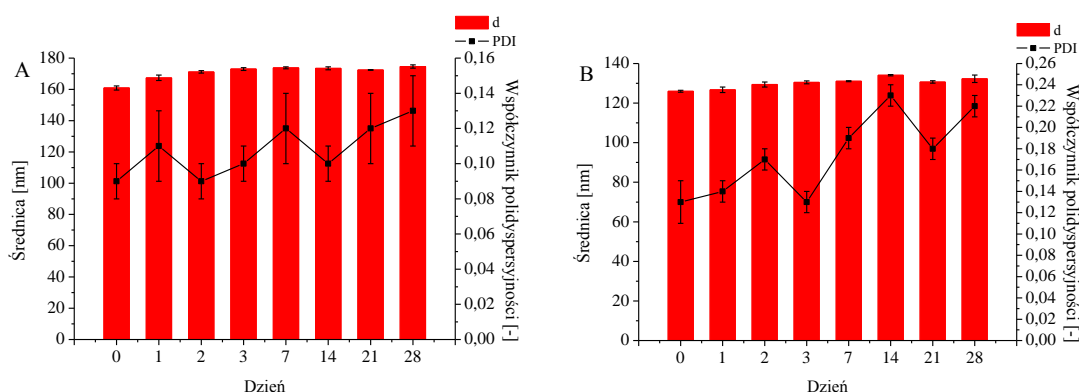 d
PDI
A
Średnica [nm]
180
160
140
120
100
80
60
40
20
0
0,16
0,14
0,12
0,10
0,08
0,06
0,04
0,02
0,00
Współczynnik polidyspersyjności [-]
0 1 2 3 7 14 21 28
Dzień
d
PDI
B
Średnica [nm]
140
120
100
80
60
40
20
0
0,26
0,24
0,22
0,20
0,18
0,16
0,14
0,12
0,10
0,08
0,06
0,04
0,02
0,00
Współczynnik polidyspersyjności [-]
0 1 2 3 7 14 21 28
Dzień